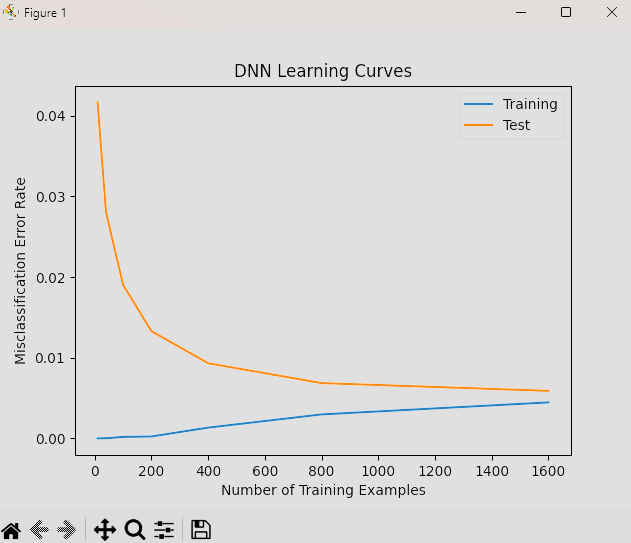 Figure 1
DNN Learning Curves
Training
Test
0.04
0.03
0.02
0.01
0.00
Misclassification Error Rate
0 200 400 600 800 1000 1200 1400 1600
Number of Training Examples